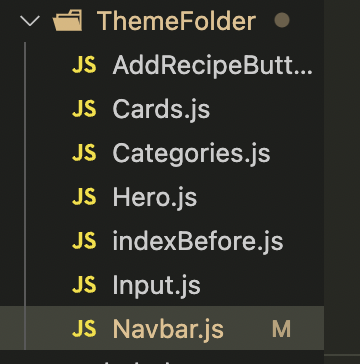 ThemeFolder
JS AddRecipeButt...
JS Cards.js
JS Categories.js
JS Hero.js
JS indexBefore.js
JS Input.js
JS Navbar.js M